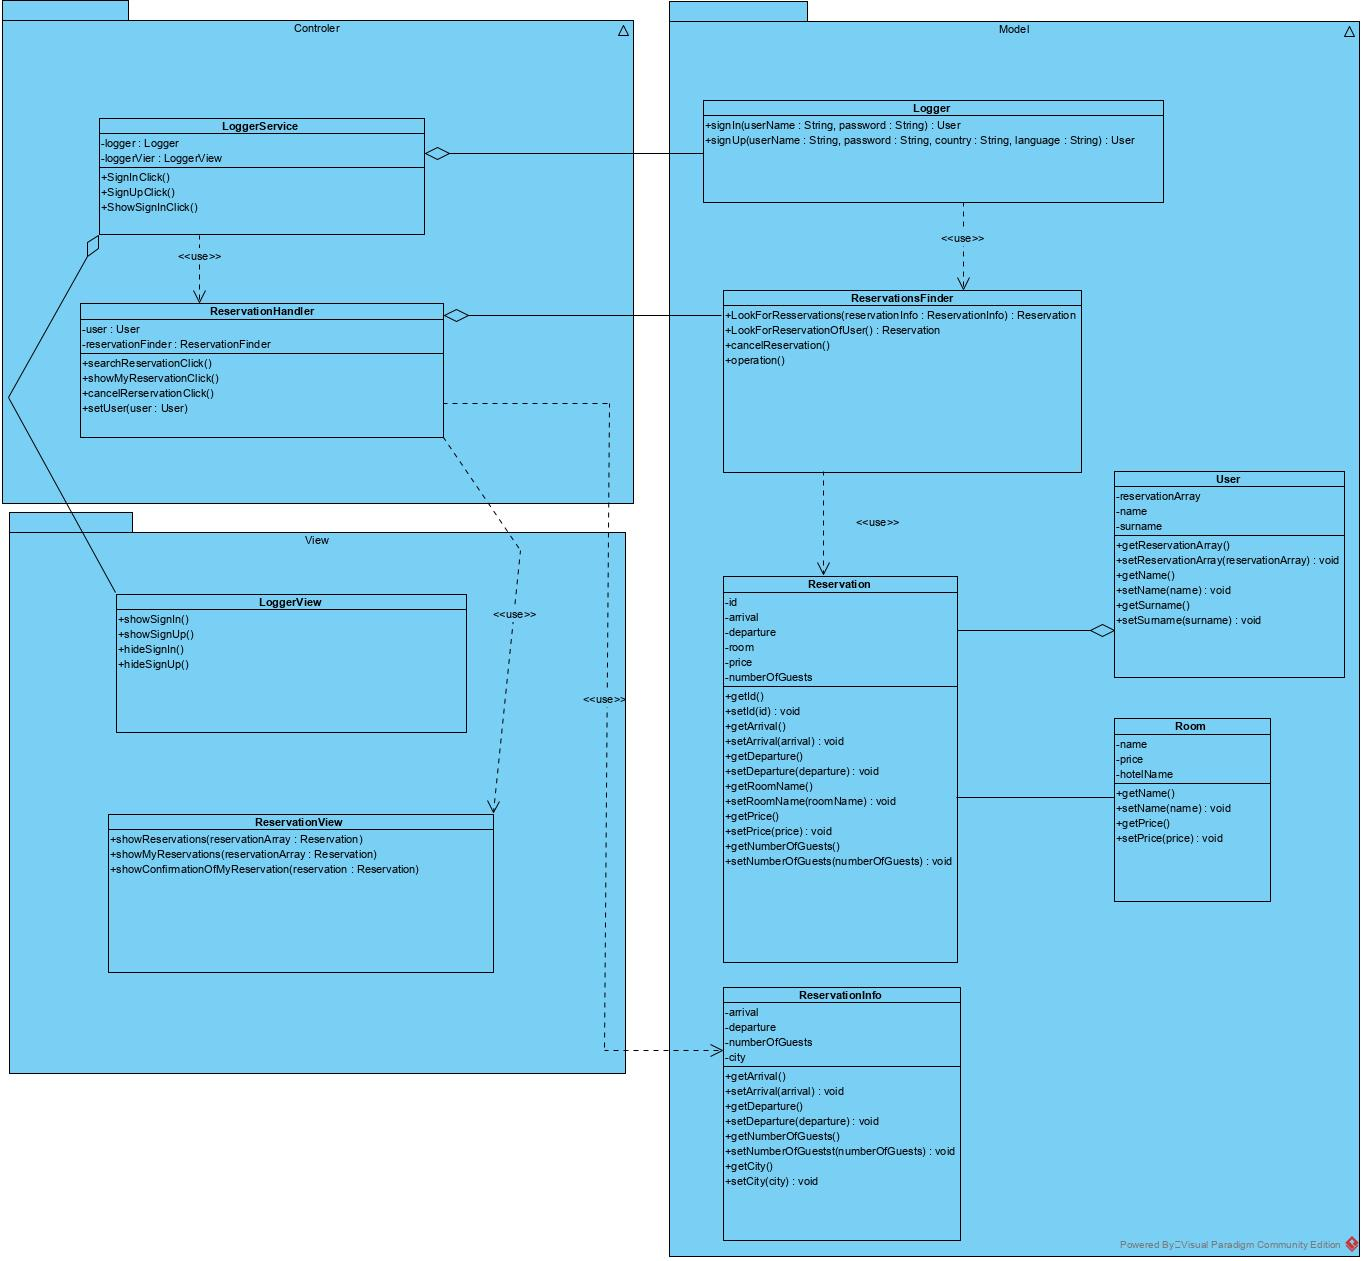 Controler
LoggerService
-logger : Logger
-loggerVier : LoggerView
+SignInClick()
+SignUpClick()
+ShowSignInClick()
<<use>>
ReservationHandler
-user : User
-reservationFinder : ReservationFinder
+searchReservationClick()
+showMyReservationClick()
+cancelRerservationClick()
+setUser(user : User)
View
LoggerView
+showSignIn()
+showSignUp()
+hideSignIn()
+hideSignUp()
<<use>>
<<use>>
ReservationView
+showReservations(reservationArray : Reservation)
+showMyReservations(reservationArray : Reservation)
+showConfirmationOfMyReservation(reservation : Reservation)
Model
Logger
+signIn(userName : String, password : String) : User
+signUp(userName : String, password : String, country : String, language : String) : User
<<use>>
ReservationsFinder
+LookForResservations(reservationInfo : ReservationInfo) : Reservation
+LookForReservationOfUser() : Reservation
+cancelReservation()
+operation()
<<use>>
User
-reservationArray
-name
-surname
+getReservationArray()
+setReservationArray(reservationArray) : void
+getName()
+setName(name) : void
+getSurname()
+setSurname(surname) : void
Reservation
-id
-arrival
-departure
-room
-price
-numberOfGuests
+getId()
+setId(id) : void
+getArrival()
+setArrival(arrival) : void
+getDeparture()
+setDeparture(departure) : void
+getRoomName()
+setRoomName(roomName) : void
+getPrice()
+setPrice(price) : void
+getNumberOfGuests()
+setNumberOfGuests(numberOfGuests) : void
Room
-name
-price
-hotelName
+getName()
+setName(name) : void
+getPrice()
+setPrice(price) : void
ReservationInfo
-arrival
-departure
-numberOfGuests
-city
+getArrival()
+setArrival(arrival) : void
+getDeparture()
+setDeparture(departure) : void
+getNumberOfGuests()
+setNumberOfGuestst(numberOfGuests) : void
+getCity()
+setCity(city) : void
Powered By Visual Paradigm Community Edition